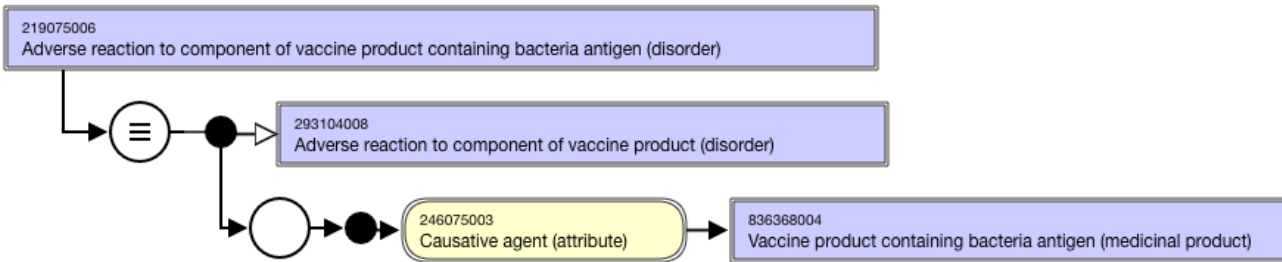 219075006
Adverse reaction to component of vaccine product containing bacteria antigen (disorder)
293104008
Adverse reaction to component of vaccine product (disorder)
246075003
Causative agent (attribute)
836368004
Vaccine product containing bacteria antigen (medicinal product)